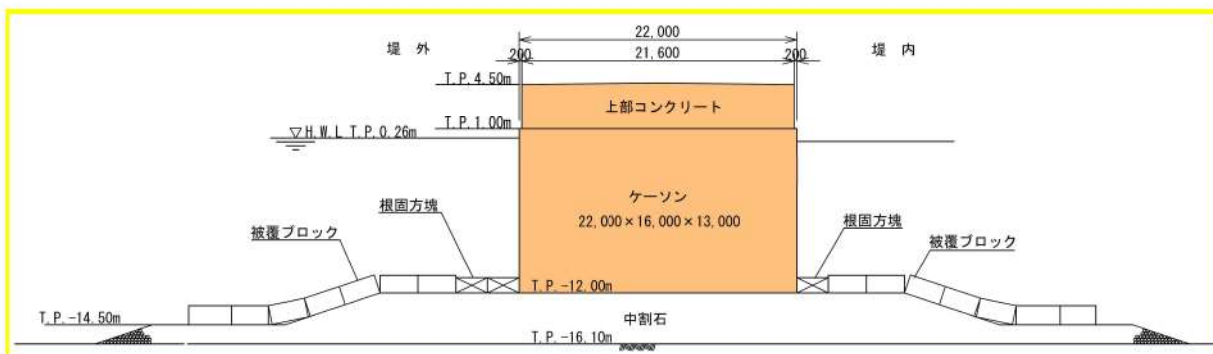 22,000
堤 外
200
21,600
200
堤 内
T.P.4.50m
上部コンクリート
T.P.1.00m
▽H.W.L T.P.0.26m
ケーソン
22,000×16,000×13,000
根固方塊
根固方塊
被覆ブロック
被覆ブロック
T.P.-12.00m
T.P.-14.50m
中割石
T.P.-16.10m